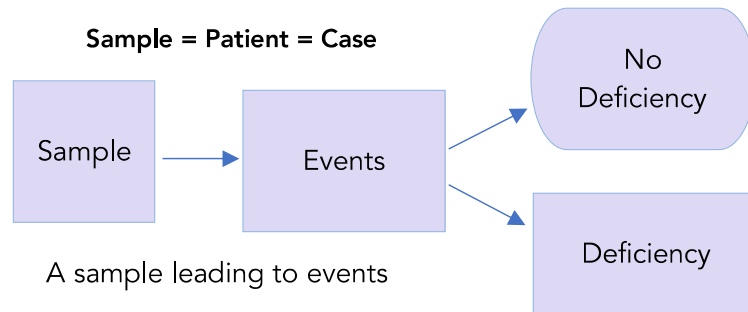 Sample = Patient = Case
No
Deficiency
Sample
Events
Deficiency
A sample leading to events